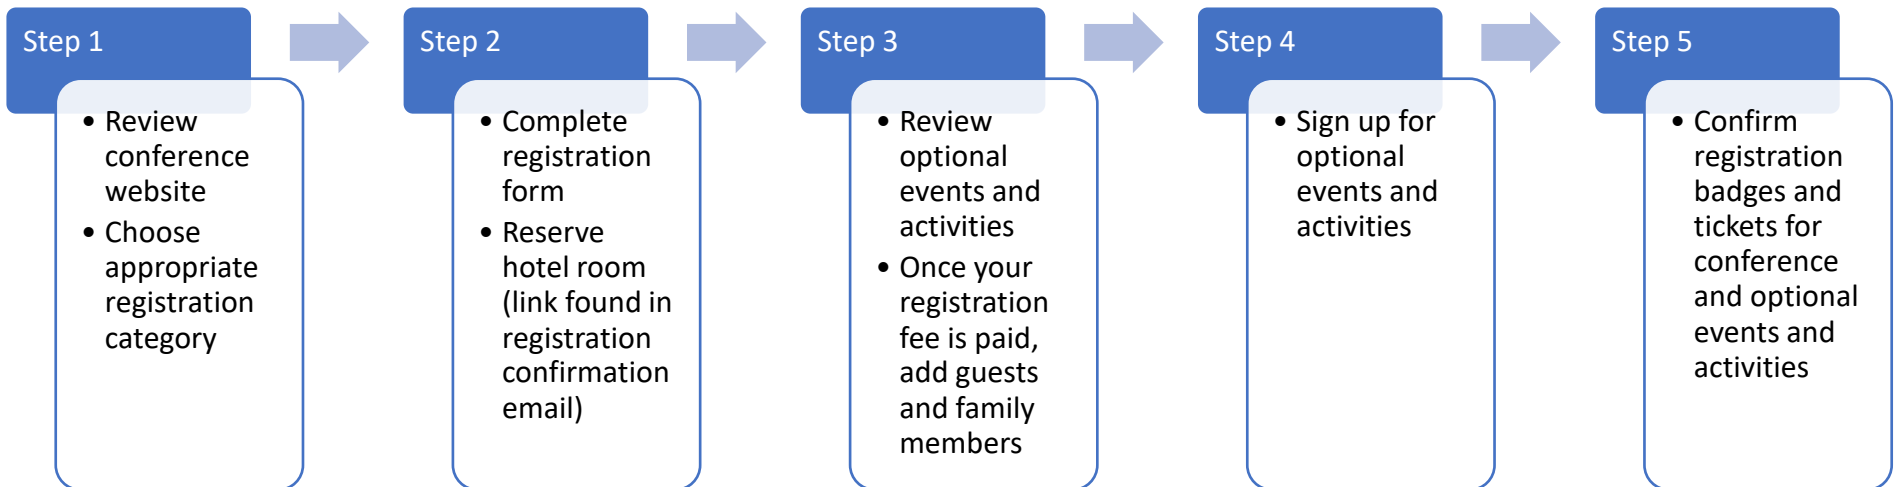 Step 1
• Review
conference
website
• Choose
appropriate
registration
category
Step 2
• Complete
registration
form
• Reserve
hotel room
(link found in
registration
confirmation
email)
Step 3
• Review
optional
events and
activities
• Once your
registration
fee is paid,
add guests
and family
members
Step 4
• Sign up for
optional
events and
activities
Step 5
• Confirm
registration
badges and
tickets for
conference
and optional
events and
activities